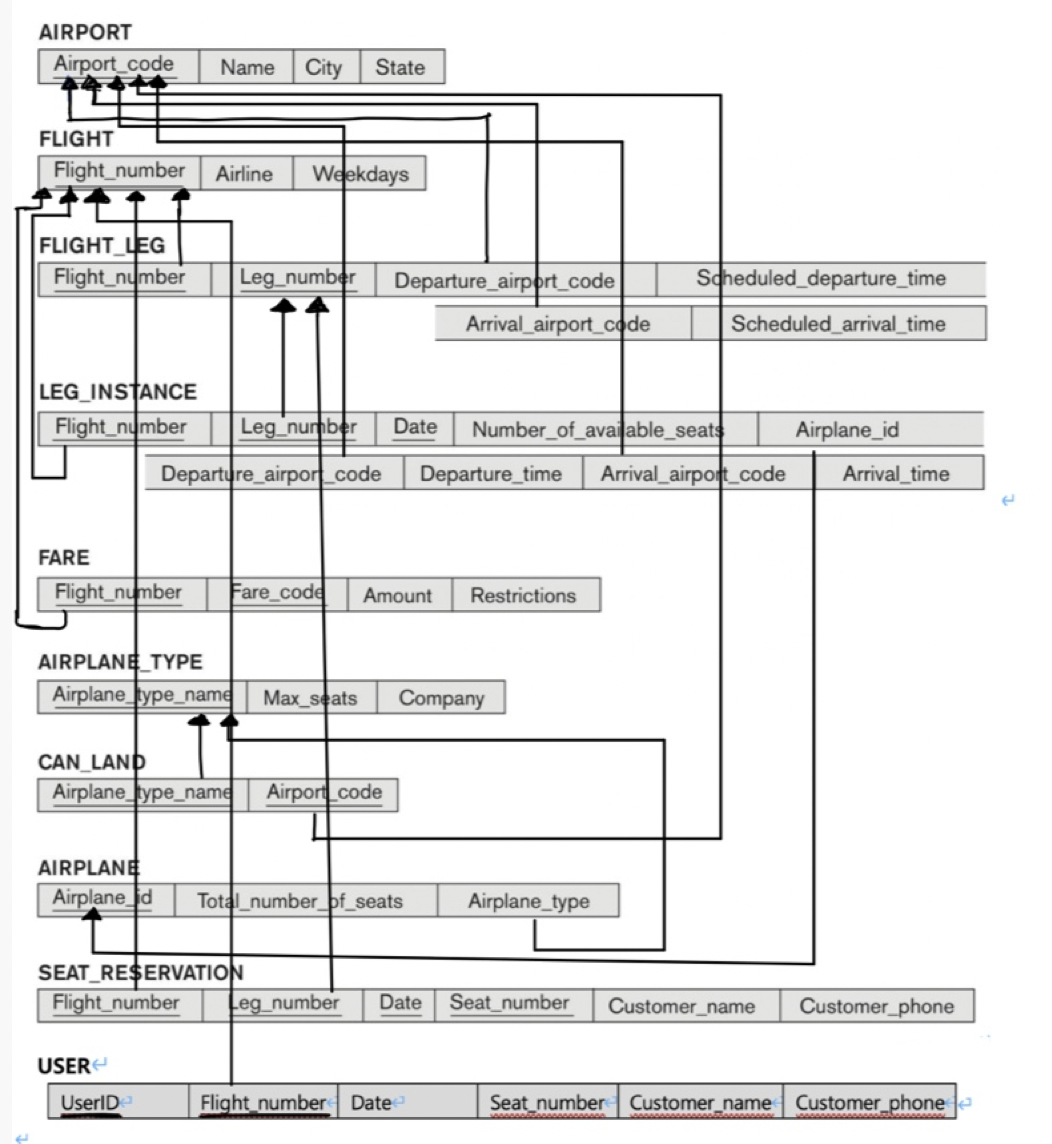 AIRPORT
Airport_code Name City State
FLIGHT
Flight_number Airline Weekdays
FLIGHT_LEG
Flight_number Leg_number Departure_airport_code Scheduled_departure_time
Arrival_airport_code Scheduled_arrival_time
LEG_INSTANCE
Flight_number Leg_number Date Number_of_available_seats Airplane_id
Departure_airport_code Departure_time Arrival_airport_code Arrival_time
FARE
Flight_number Fare_code Amount Restrictions
AIRPLANE_TYPE
Airplane_type_name Max_seats Company
CAN_LAND
Airplane_type_name Airport_code
AIRPLANE
Airplane_id Total_number_of_seats Airplane_type
SEAT_RESERVATION
Flight_number Leg_number Date Seat_number Customer_name Customer_phone
USER
UserID Flight_number Date Seat_number Customer_name Customer_phone